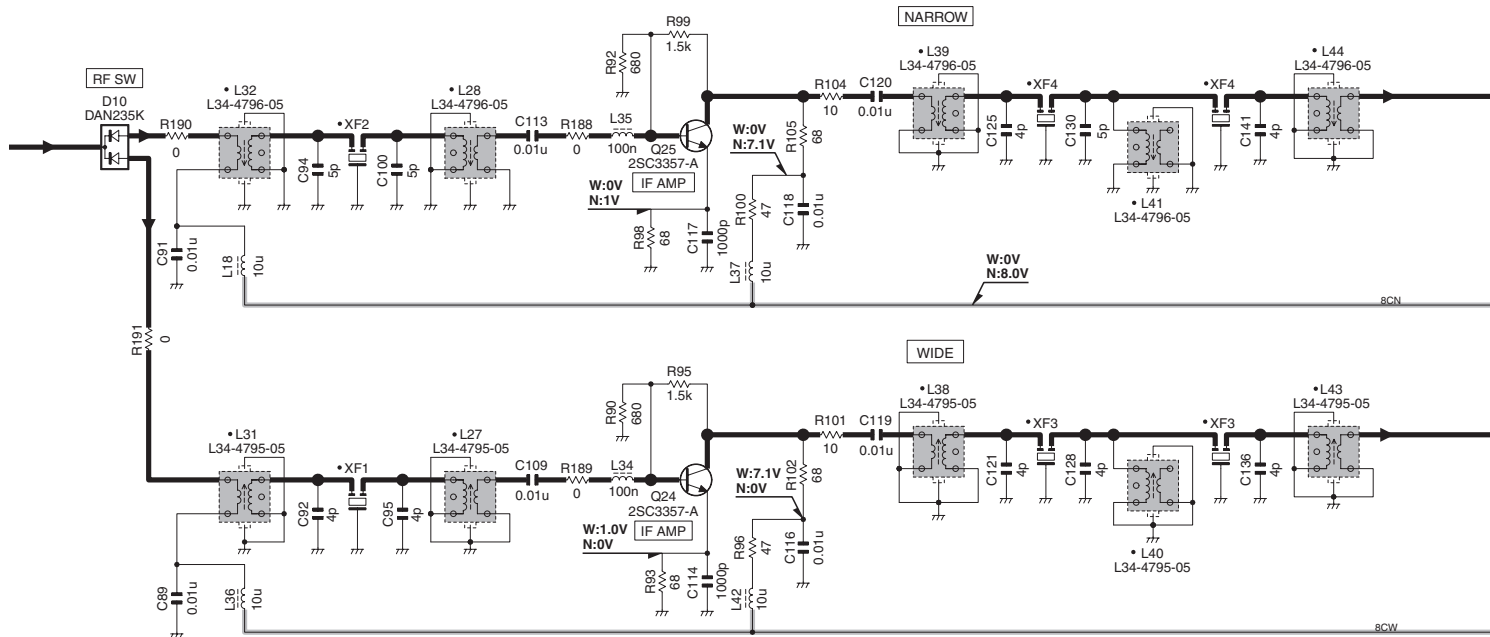 RF SW
D10
DAN235K
R190
0
• L32
L34-4796-05
C94
5p
• XF2
C100
5p
• L28
L34-4796-05
C113
0.01u
R188
0
L35
100n
R92
680
R99
1.5k
Q25
2SC3357-A
IF AMP
W:0V
N:1V
R98
68
C117
1000p
W:0V
N:7.1V
R100
47
L37
10u
R105
68
C118
0.01u
R104
10
C120
0.01u
NARROW
• L39
L34-4796-05
C125
4p
• XF4
C130
5p
• L41
L34-4796-05
• XF4
C141
4p
• L44
L34-4796-05
C91
0.01u
L18
10u
W:0V
N:8.0V
8CN
R191
0
• L31
L34-4795-05
C92
4p
• XF1
C95
4p
• L27
L34-4795-05
C109
0.01u
R189
0
L34
100n
R90
680
R95
1.5k
Q24
2SC3357-A
IF AMP
W:1.0V
N:0V
R93
68
C114
1000p
W:7.1V
N:0V
R96
47
L42
10u
R102
68
C116
0.01u
R101
10
C119
0.01u
WIDE
• L38
L34-4795-05
C121
4p
• XF3
C128
4p
• L40
L34-4795-05
• XF3
C136
4p
• L43
L34-4795-05
C89
0.01u
L36
10u
8CW